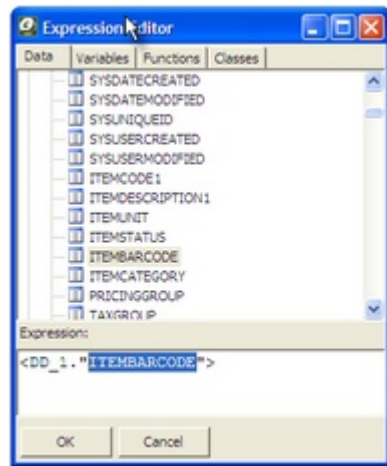 Expression Editor
Data Variables Functions Classes
SYSDATECREATED
SYSDATEMODIFIED
SYSUNIQUEID
SYSUSERCREATED
SYSUSERMODIFIED
ITEMCODE1
ITEMDESCRIPTION1
ITEMUNIT
ITEMSTATUS
ITEMBARCODE
ITEMCATEGORY
PRICINGGROUP
TAXGROUP
Expression:
<DD_1."ITEMBARCODE">
OK Cancel